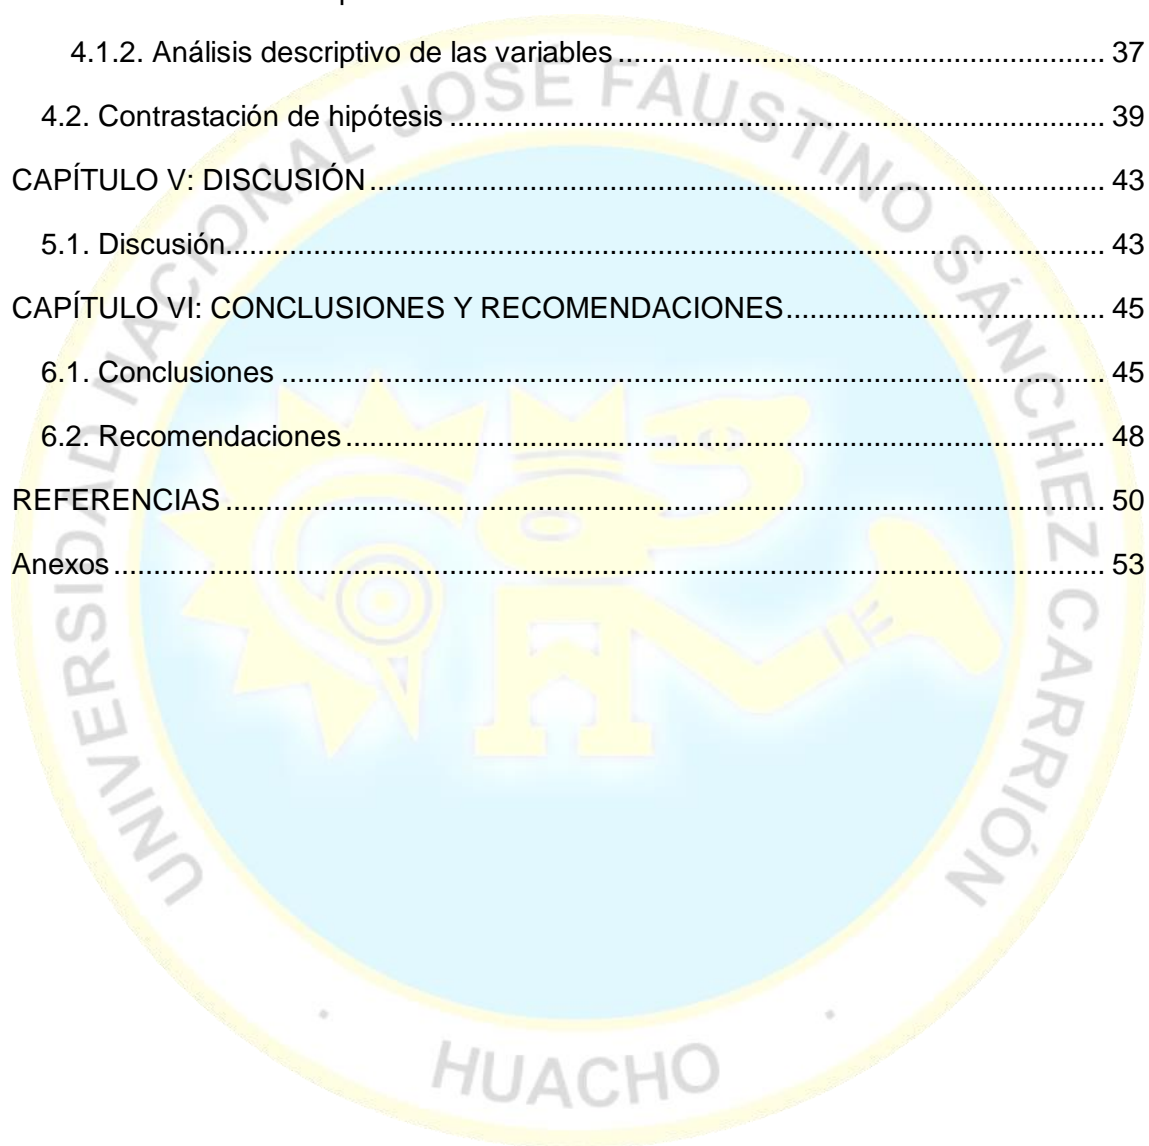 4.1.2. Análisis descriptivo de las variables ........ 37
4.2. Contrastación de hipótesis ........ 39
CAPÍTULO V: DISCUSIÓN ........ 43
5.1. Discusión ........ 43
CAPÍTULO VI: CONCLUSIONES Y RECOMENDACIONES ........ 45
6.1. Conclusiones ........ 45
6.2. Recomendaciones ........ 48
REFERENCIAS ........ 50
Anexos ........ 53
UNIVERSIDAD NACIONAL JOSE FAUSTINO SÁNCHEZ CARRIÓN
HUACHO